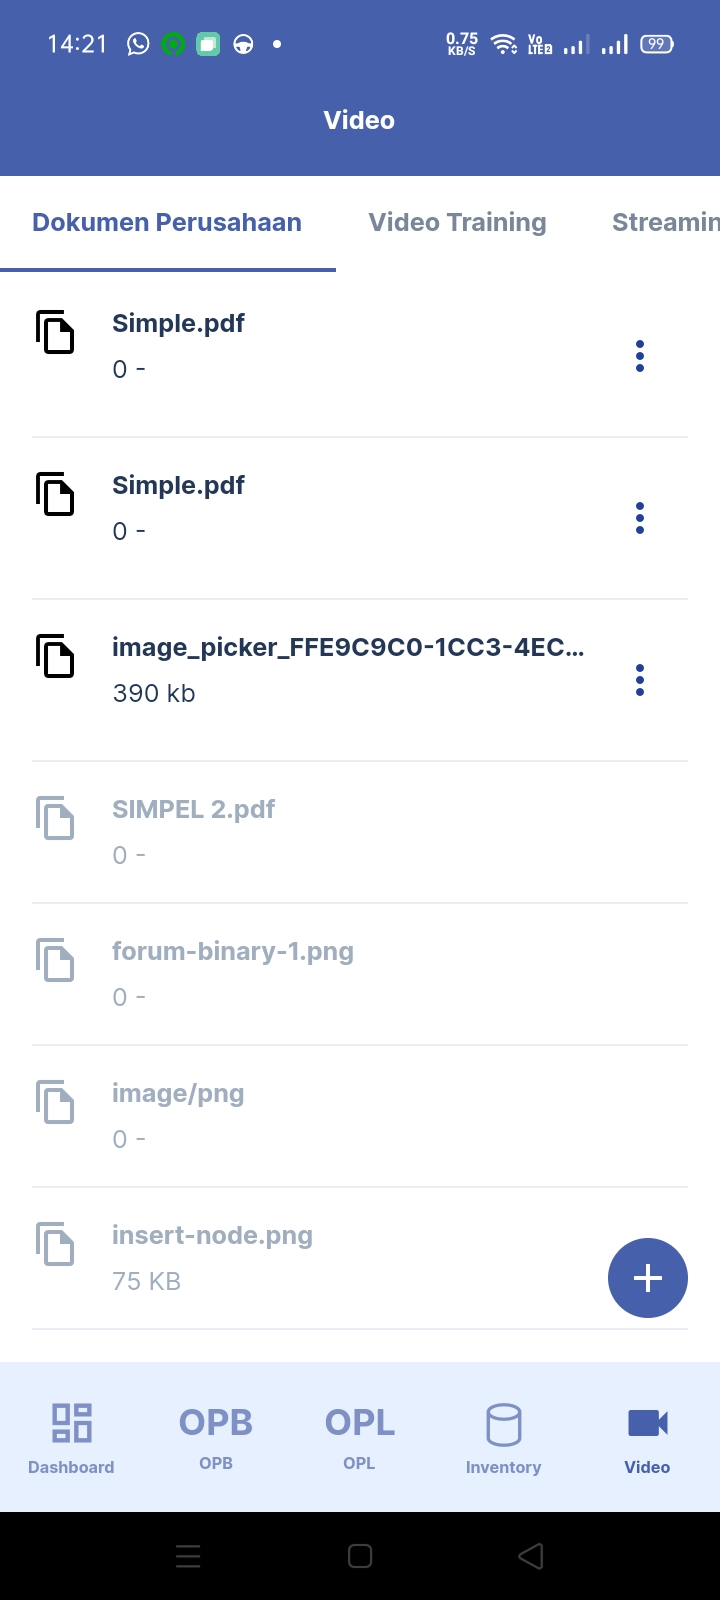 14:21
0.75
KB/S
Vo
LTE2
99
Video
Dokumen Perusahaan
Video Training
Streamin
Simple.pdf
0 -
Simple.pdf
0 -
image_picker_FFE9C9C0-1CC3-4EC...
390 kb
SIMPEL 2.pdf
0 -
forum-binary-1.png
0 -
image/png
0 -
insert-node.png
75 KB
OPB
OPL
Dashboard
OPB
OPL
Inventory
Video